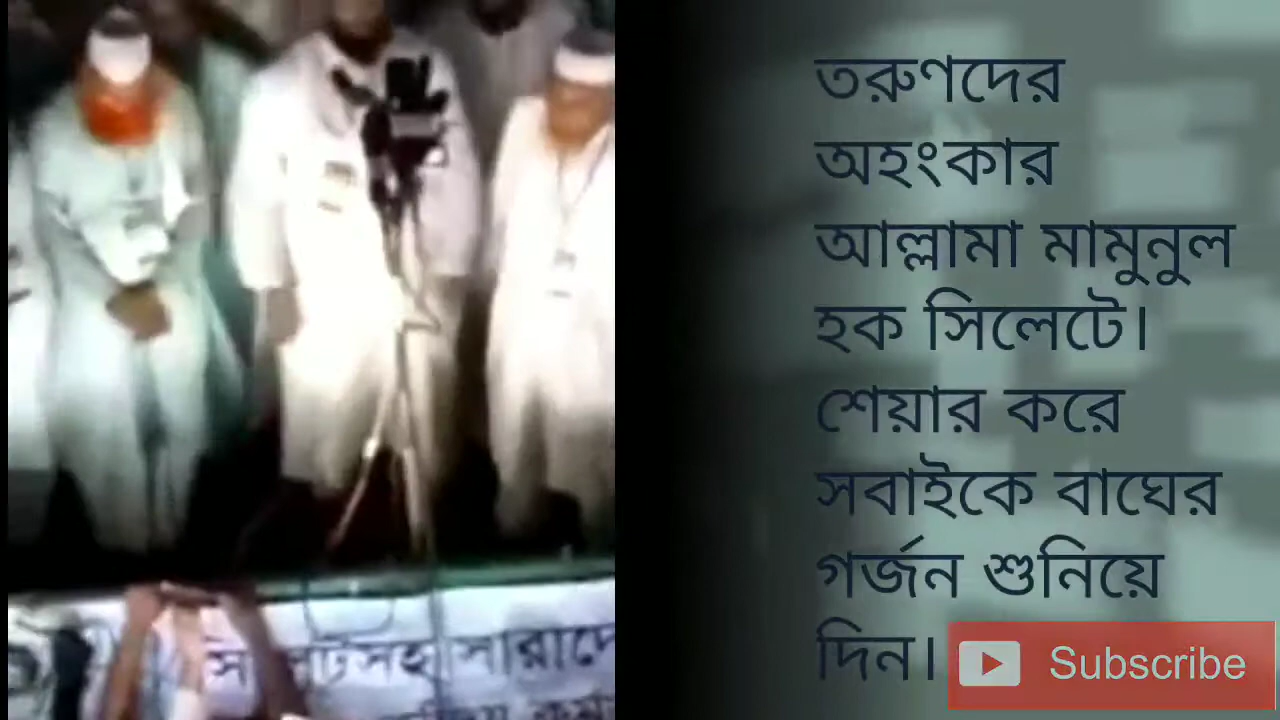 তরুণদের
অহংকার
আল্লামা মামুনুল
হক সিলেটে।
শেয়ার করে
সবাইকে বাঘের
গর্জন শুনিয়ে
দিন।
Subscribe